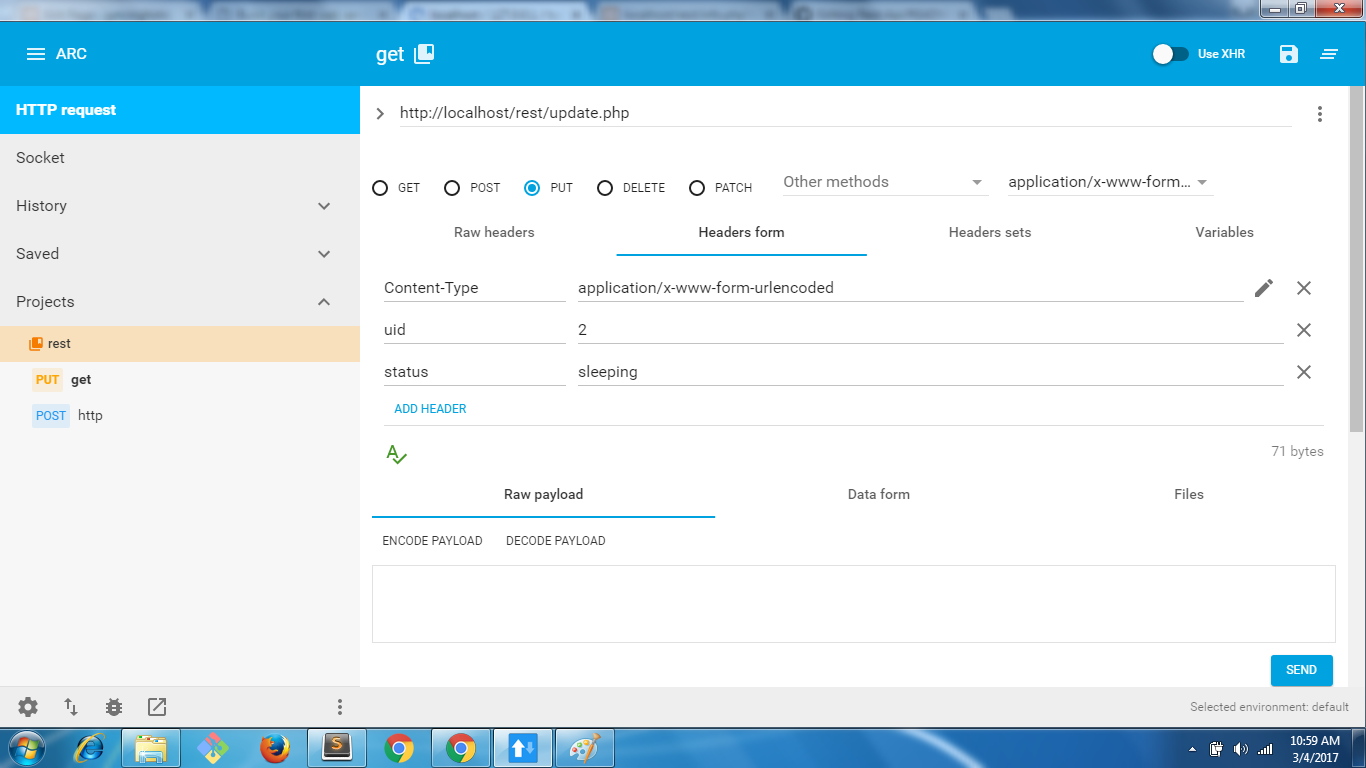 ARC
get
Use XHR
HTTP request
http://localhost/rest/update.php
Socket
History
Saved
Projects
rest
PUT get
POST http
GET POST PUT DELETE PATCH Other methods application/x-www-form...
Raw headers Headers form Headers sets Variables
Content-Type application/x-www-form-urlencoded
uid 2
status sleeping
ADD HEADER
71 bytes
Raw payload Data form Files
ENCODE PAYLOAD DECODE PAYLOAD
SEND
Selected environment: default
10:59 AM
3/4/2017